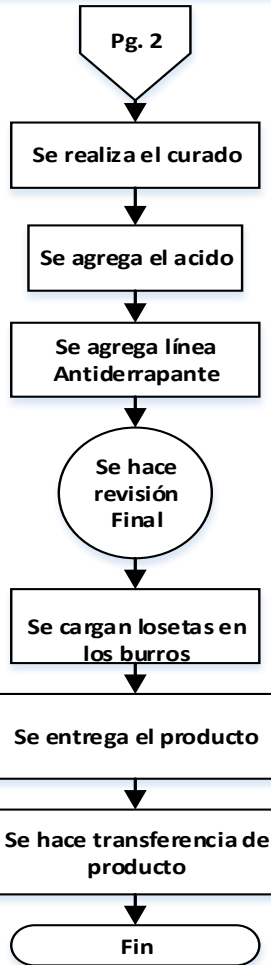 Pg. 2
Se realiza el curado
Se agrega el acido
Se agrega línea
Antiderrapante
Se hace
revisión
Final
Se cargan losetas en
los burros
Se entrega el producto
Se hace transferencia de
producto
Fin